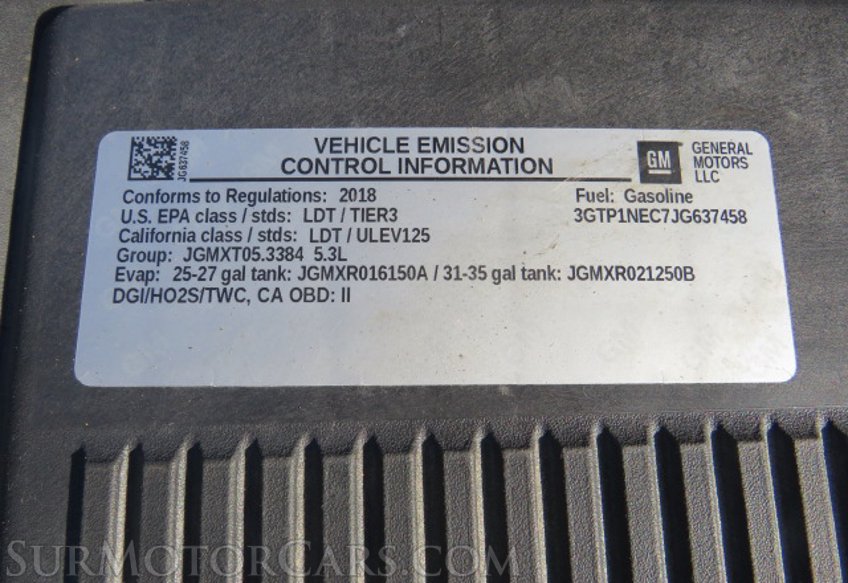 JG637458
VEHICLE EMISSION
CONTROL INFORMATION
GM
GENERAL
MOTORS
LLC
Conforms to Regulations: 2018
Fuel: Gasoline
U.S. EPA class / stds: LDT / TIER3
3GTP1NEC7JG637458
California class / stds: LDT / ULEV125
Group: JGMXT05.3384 5.3L
Evap: 25-27 gal tank: JGMXR016150A / 31-35 gal tank: JGMXR021250B
DGI/HO2S/TWC, CA OBD: II
SURMOTORCARS.COM